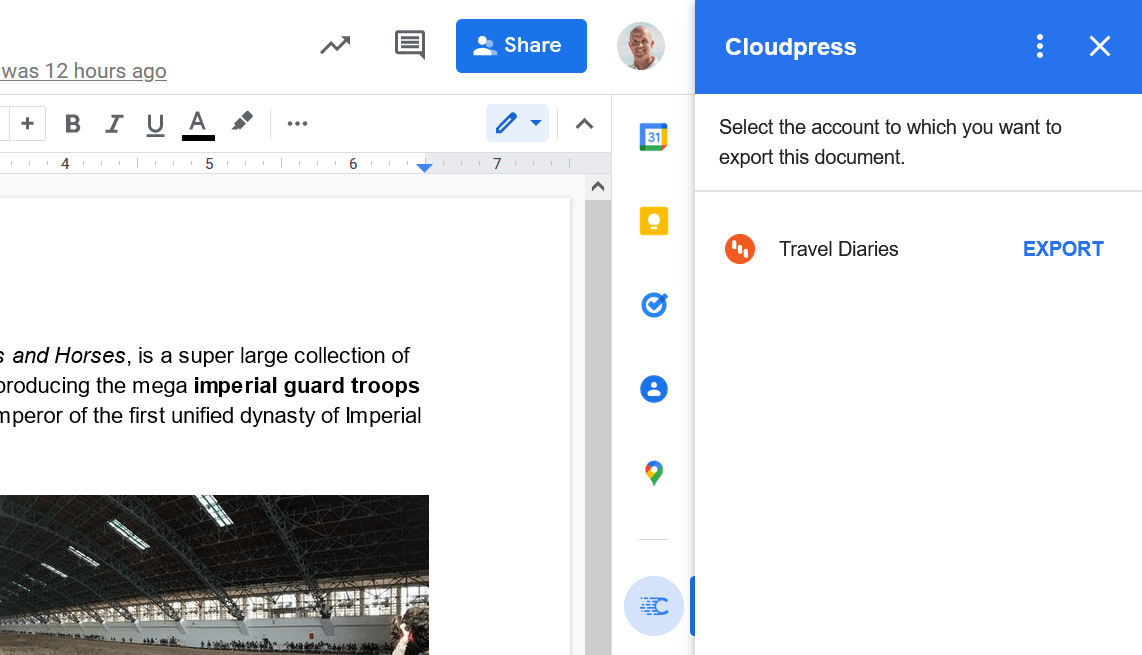 Share
was 12 hours ago
B I U A
4 5 6 7
s and Horses, is a super large collection of
producing the mega imperial guard troops
mperor of the first unified dynasty of Imperial
31
Cloudpress
Select the account to which you want to
export this document.
Travel Diaries EXPORT